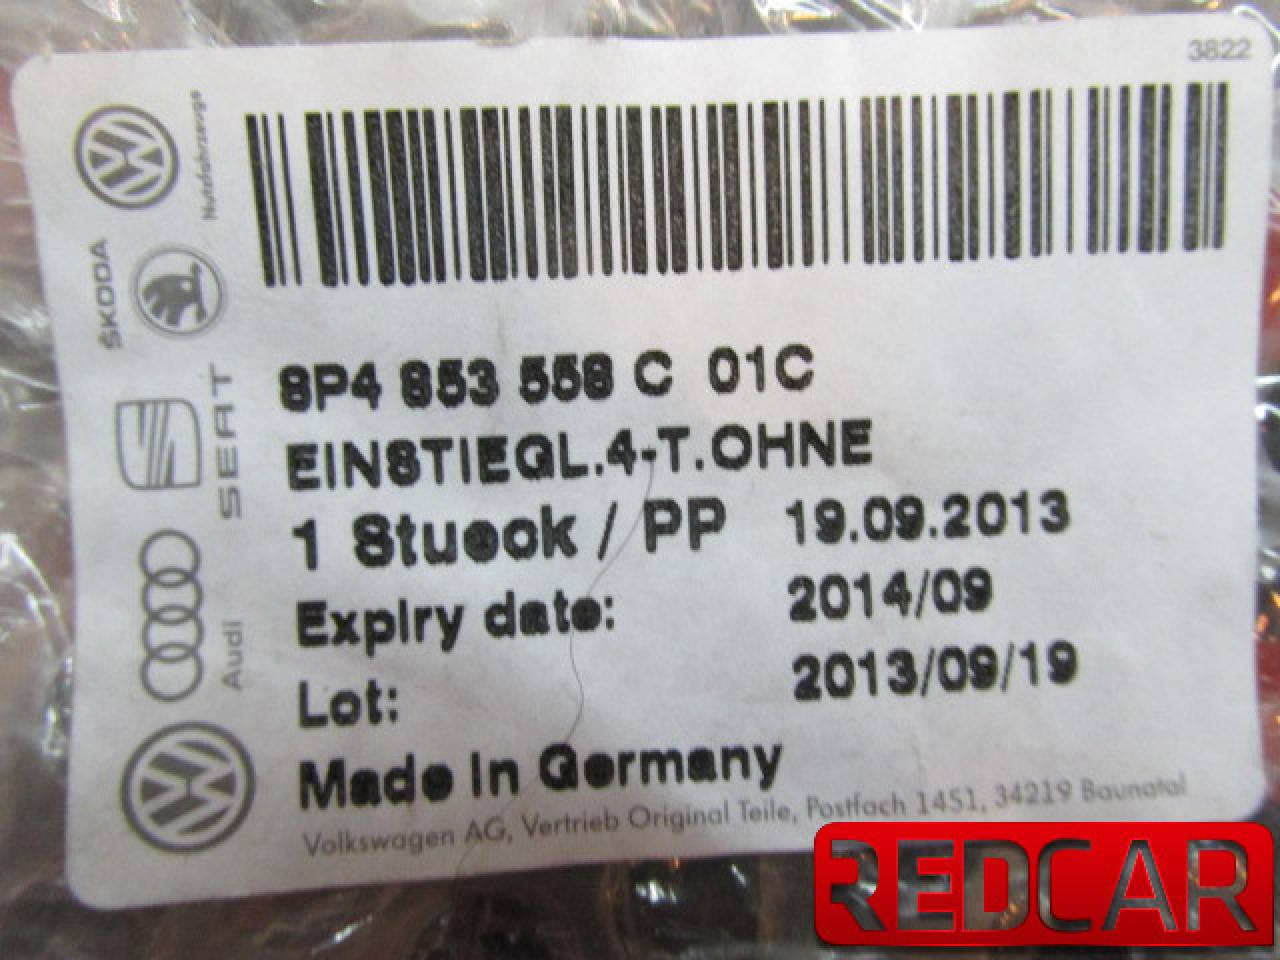 3822
Nutzfahrzeuge
ŠKODA
SEAT
Audi
8P4 853 558 C 01C
EINSTIEGL.4-T.OHNE
1 Stueck / PP 19.09.2013
Expiry date: 2014/09
Lot: 2013/09/19
Made in Germany
Volkswagen AG, Vertrieb Original Teile, Postfach 1451, 34219 Baunatal
REDCAR